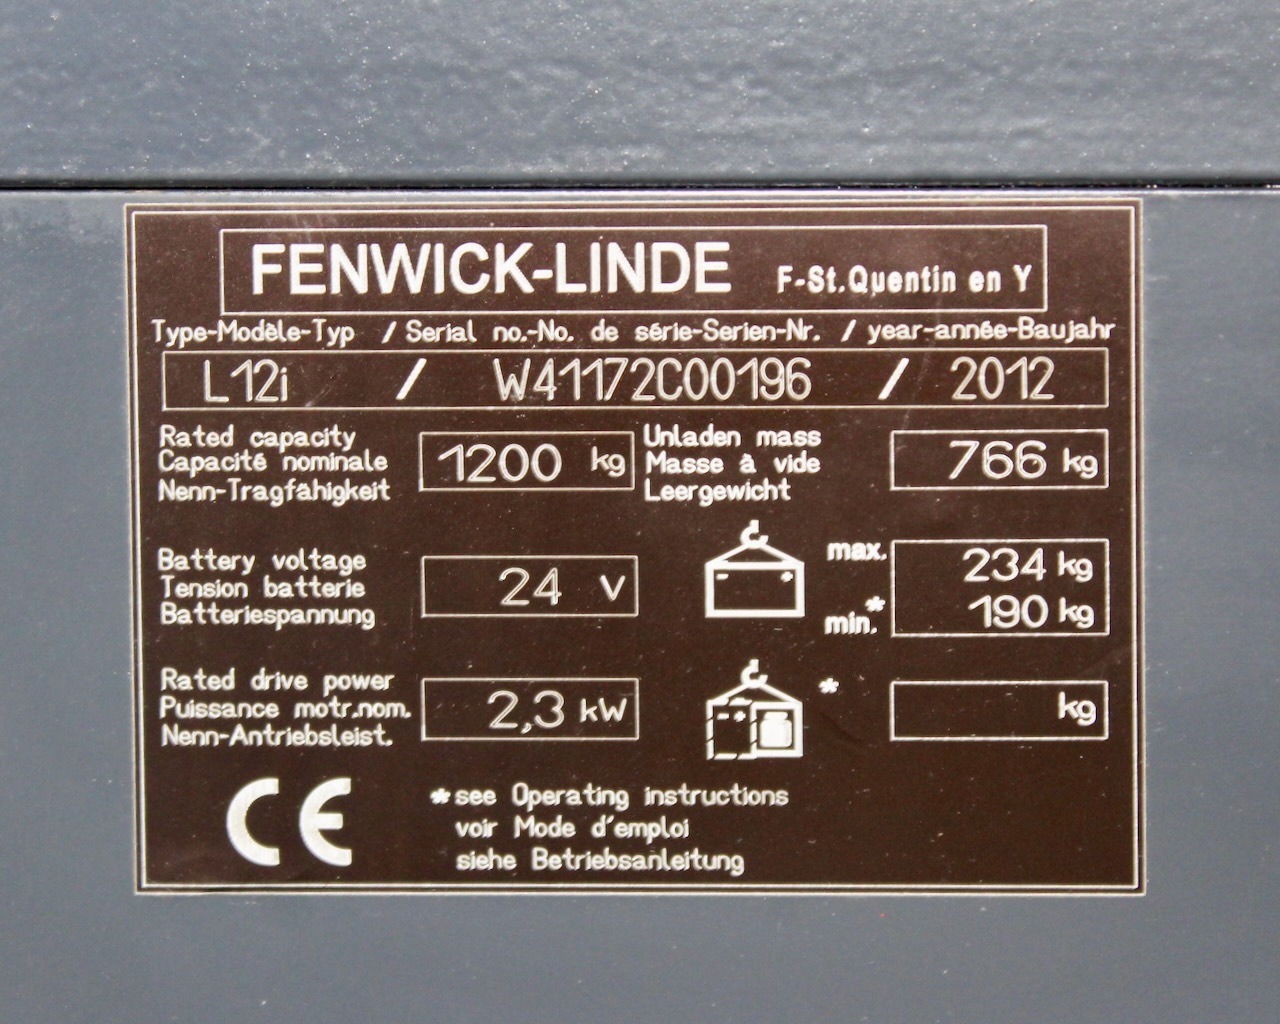 FENWICK-LINDE F-St.Quentin en Y
Type-Modèle-Typ / Serial no.-No. de série-Serien-Nr. / year-année-Baujahr
L12i / W41172C00196 / 2012
Rated capacity
Capacité nominale
Nenn-Tragfähigkeit
1200 kg
Unladen mass
Masse à vide
Leergewicht
766 kg
Battery voltage
Tension batterie
Batteriespannung
24 V
max. 234 kg
min.* 190 kg
Rated drive power
Puissance motr.nom.
Nenn-Antriebsleist.
2,3 kW
* kg
CE
*see Operating instructions
voir Mode d'emploi
siehe Betriebsanleitung